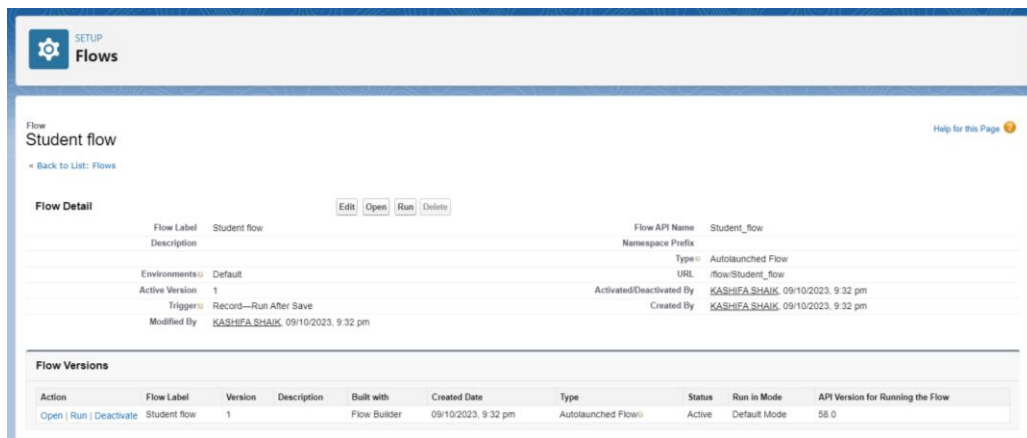 SETUP
Flows
Flow
Student flow
Help for this Page
« Back to List: Flows
Flow Detail
Edit Open Run Delete
Flow Label Student flow Flow API Name Student_flow
Description Namespace Prefix
Type Autolaunched Flow
Environments Default URL /flow/Student_flow
Active Version 1 Activated/Deactivated By KASHIFA SHAIK, 09/10/2023, 9:32 pm
Trigger Record—Run After Save Created By KASHIFA SHAIK, 09/10/2023, 9:32 pm
Modified By KASHIFA SHAIK, 09/10/2023, 9:32 pm
Flow Versions
Action Flow Label Version Description Built with Created Date Type Status Run in Mode API Version for Running the Flow
Open | Run | Deactivate Student flow 1 Flow Builder 09/10/2023, 9:32 pm Autolaunched Flow Active Default Mode 58.0